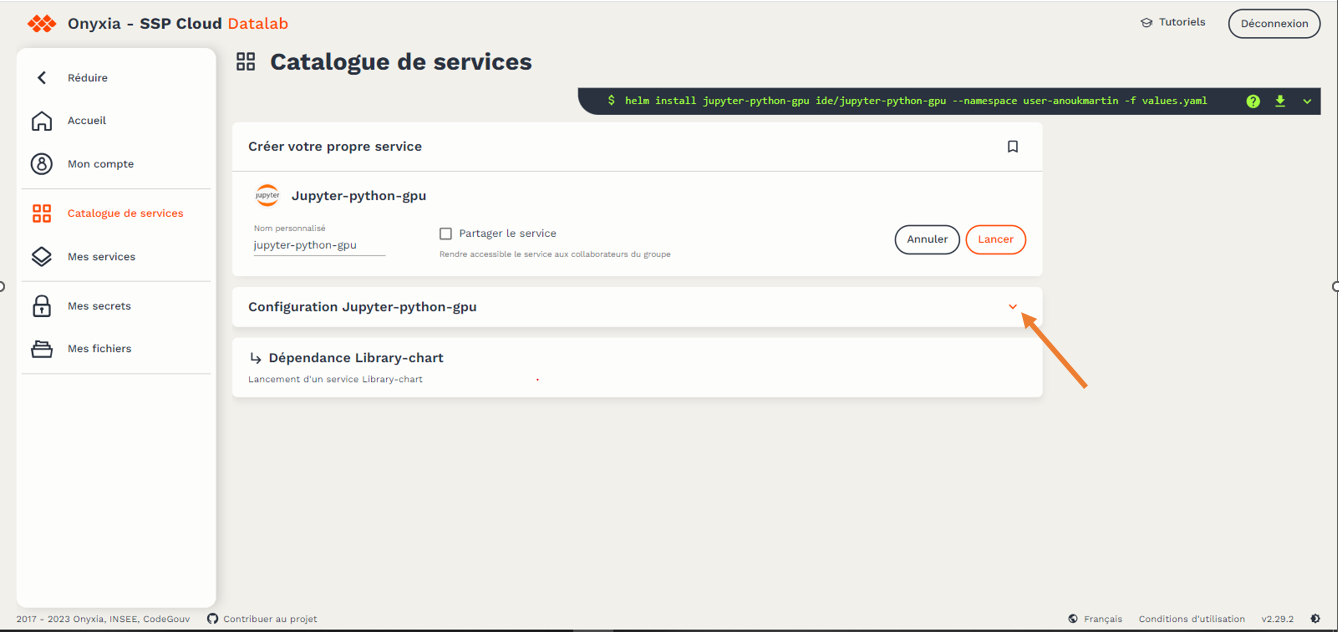 Onyxia - SSP Cloud Datalab
Tutoriels
Déconnexion
Réduire
Accueil
Mon compte
Catalogue de services
Mes services
Mes secrets
Mes fichiers
Catalogue de services
$ helm install jupyter-python-gpu ide/jupyter-python-gpu --namespace user-anoukmartin -f values.yaml
Créer votre propre service
jupyter
Jupyter-python-gpu
Nom personnalisé
jupyter-python-gpu
Partager le service
Rendre accessible le service aux collaborateurs du groupe
Annuler
Lancer
Configuration Jupyter-python-gpu
Dépendance Library-chart
Lancement d'un service Library-chart
2017 - 2023 Onyxia, INSEE, CodeGouv
Contribuer au projet
Français
Conditions d'utilisation
v2.29.2